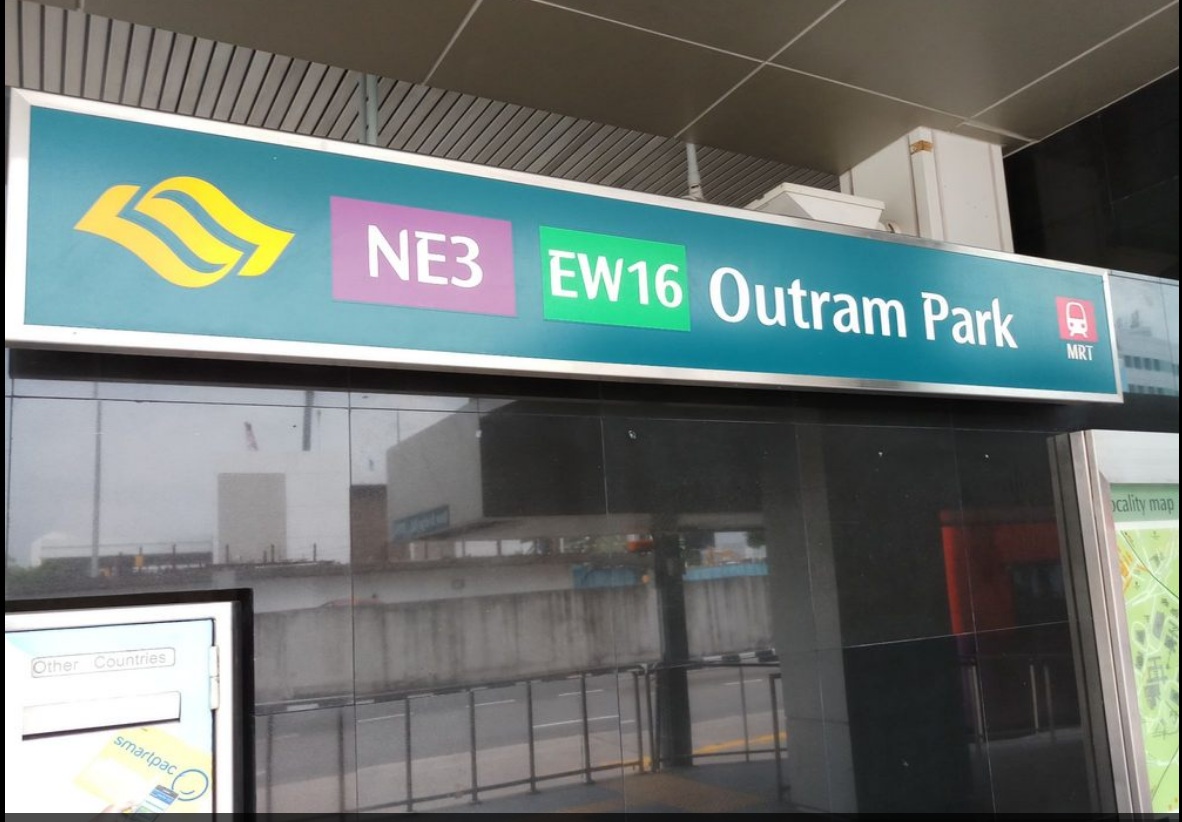 NE3 EW16 Outram Park
MRT
ocality map
Other Countries
smartpac